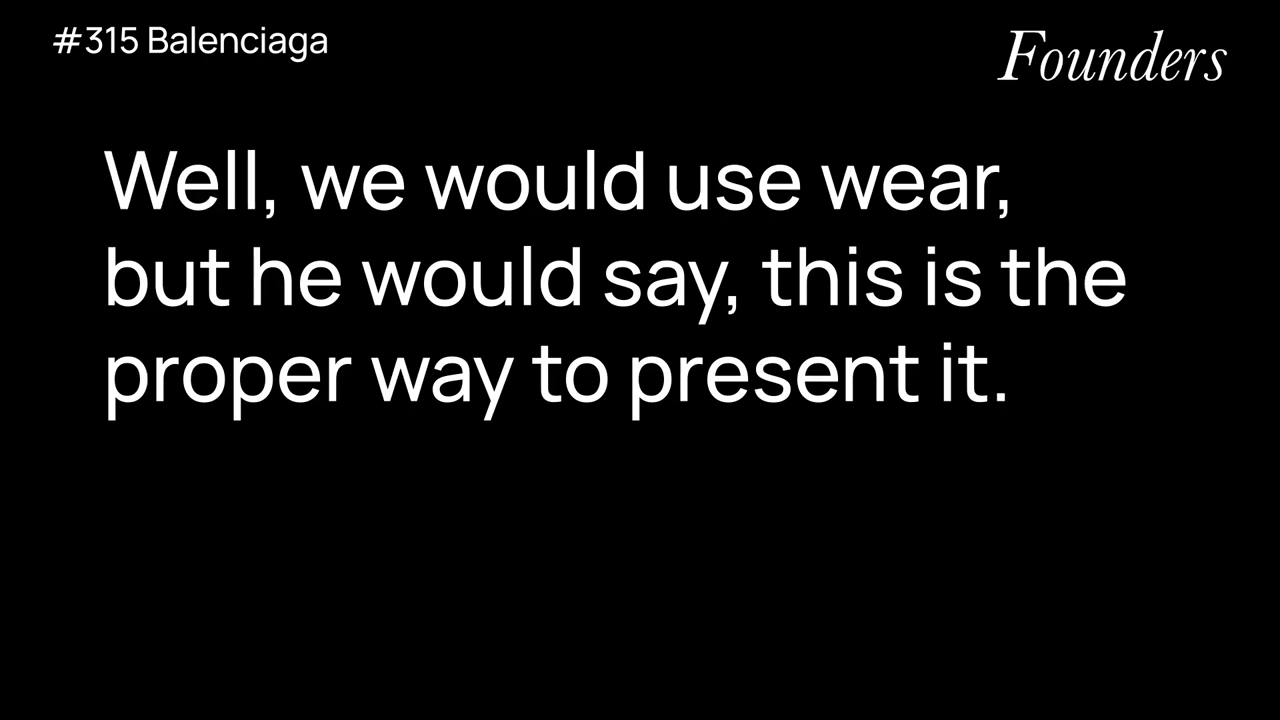 #315 Balenciaga
Founders
Well, we would use wear,
but he would say, this is the
proper way to present it.